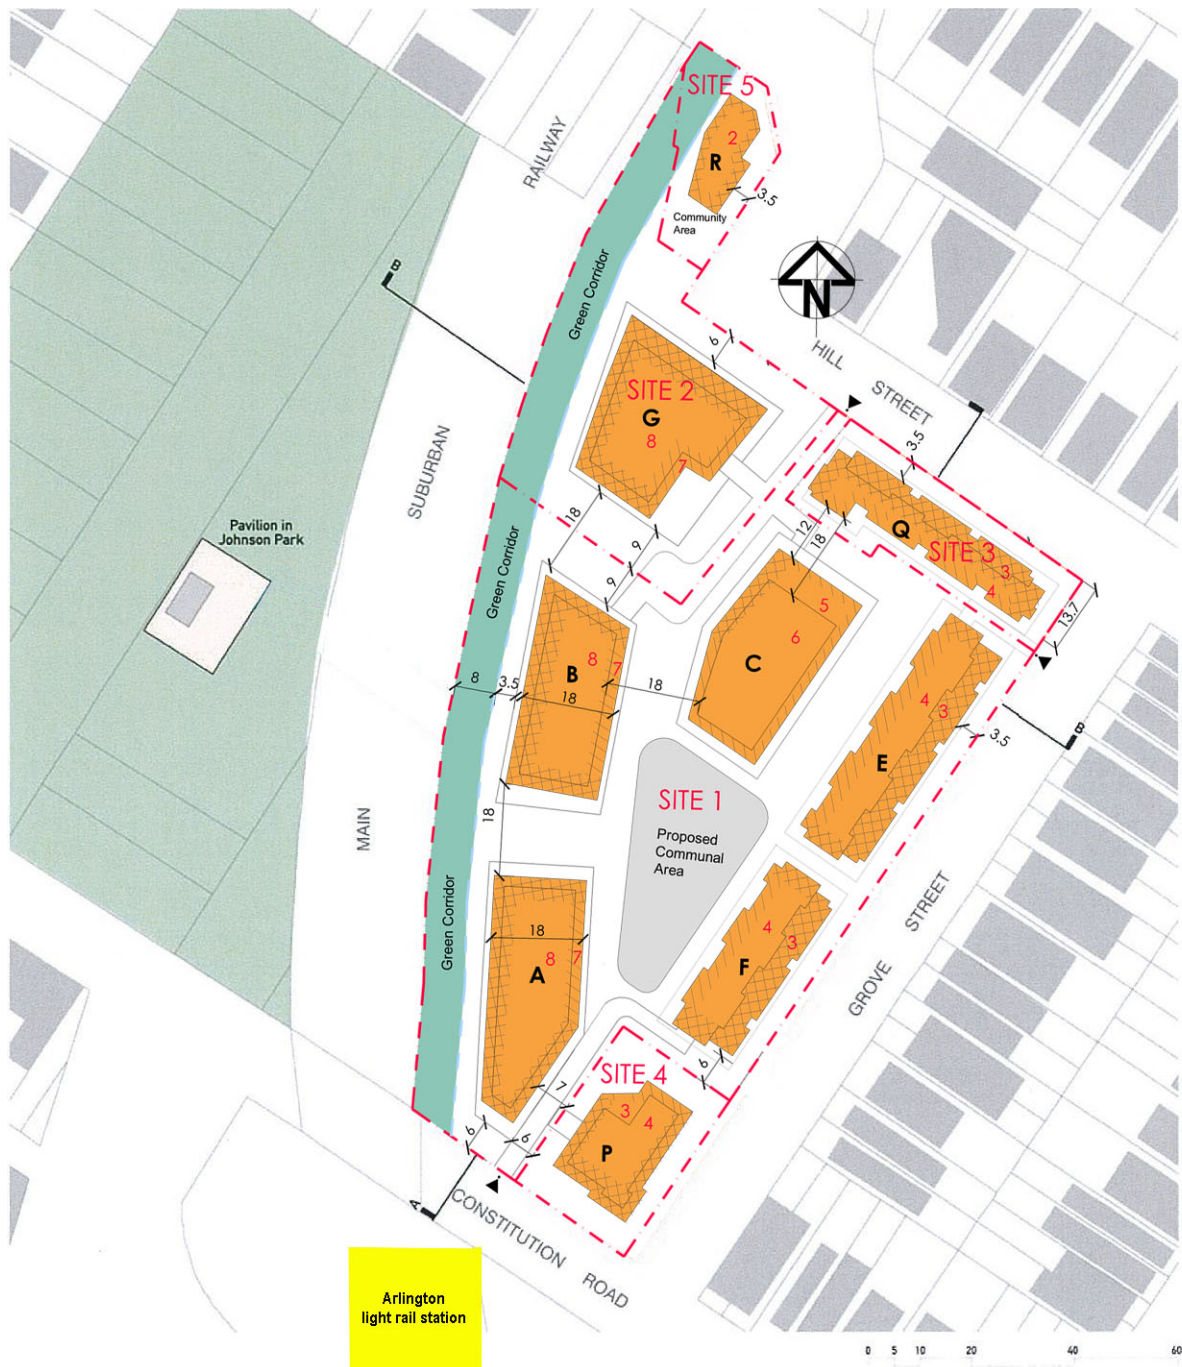 SITE 5
2
R
3.5
Community
Area
RAILWAY
B
Green Corridor
N
6
HILL
STREET
SITE 2
G
8
7
3.5
SUBURBAN
Q
SITE 3
3
4
18
12
18
9
9
Pavilion in
Johnson Park
Green Corridor
13.7
5
6
C
B
8
7
18
8
3.5
18
4
3
E
3.5
B
SITE 1
Proposed
Communal
Area
18
MAIN
Green Corridor
18
8
7
A
4
3
F
STREET
GROVE
6
SITE 4
7
3
4
P
6
6
A
CONSTITUTION
ROAD
Arlington
light rail station
0 5 10 20 40 60